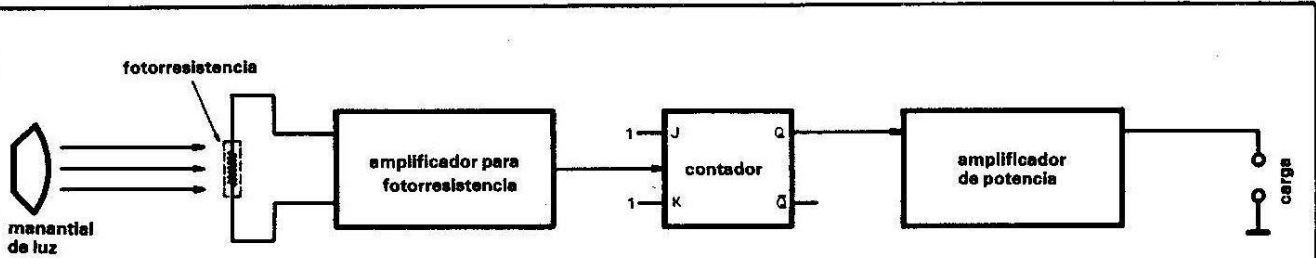 fotorresistencia
manantial
de luz
amplificador para
fotorresistencia
1
J
Q
contador
1
K
Q̅
amplificador
de potencia
carga